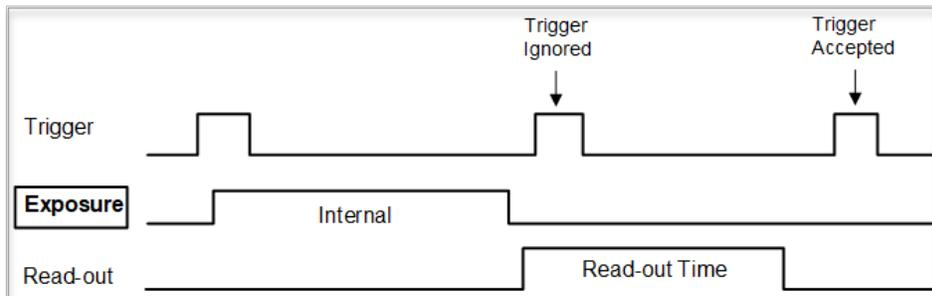 Trigger
Ignored
Trigger
Accepted
Trigger
Exposure
Internal
Read-out
Read-out Time